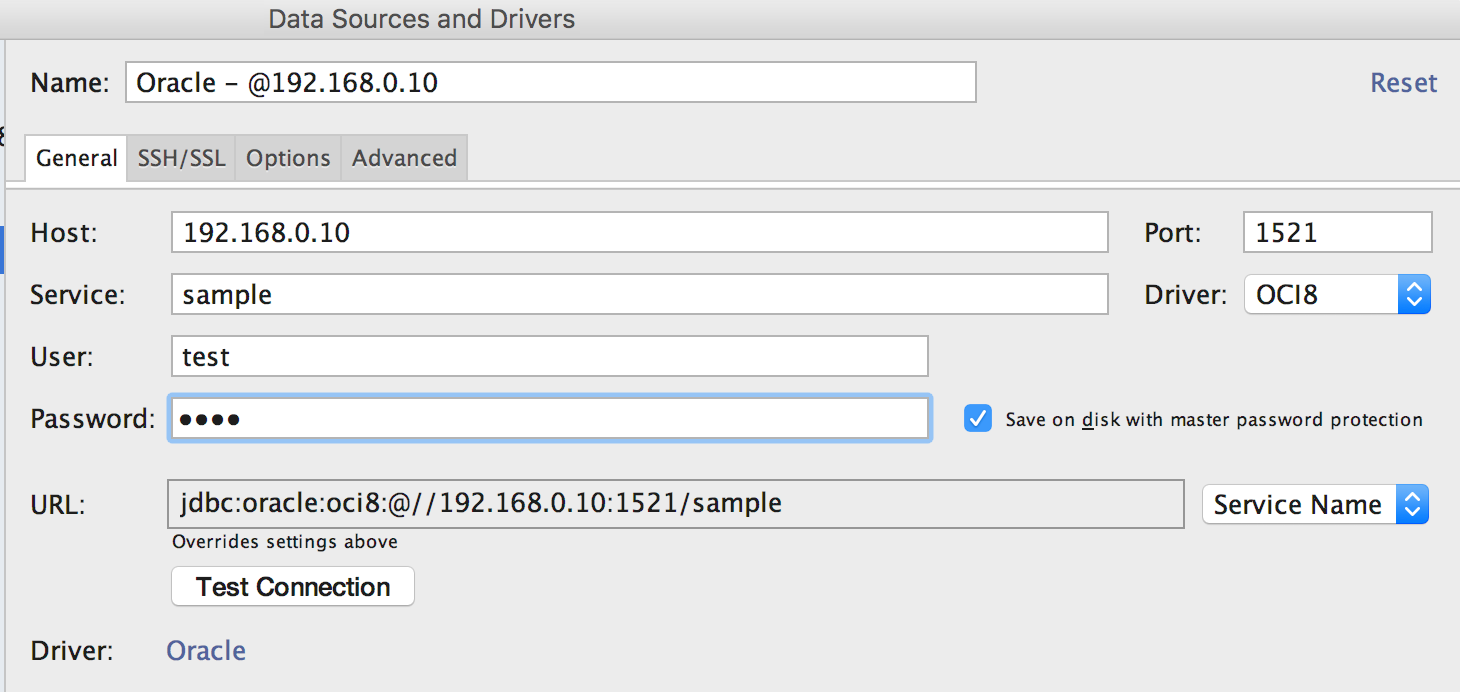 Data Sources and Drivers
Name: Oracle – @192.168.0.10 Reset
General SSH/SSL Options Advanced
Host: 192.168.0.10 Port: 1521
Service: sample Driver: OCI8
User: test
Password: •••• Save on disk with master password protection
URL: jdbc:oracle:oci8:@//192.168.0.10:1521/sample Service Name
Overrides settings above
Test Connection
Driver: Oracle